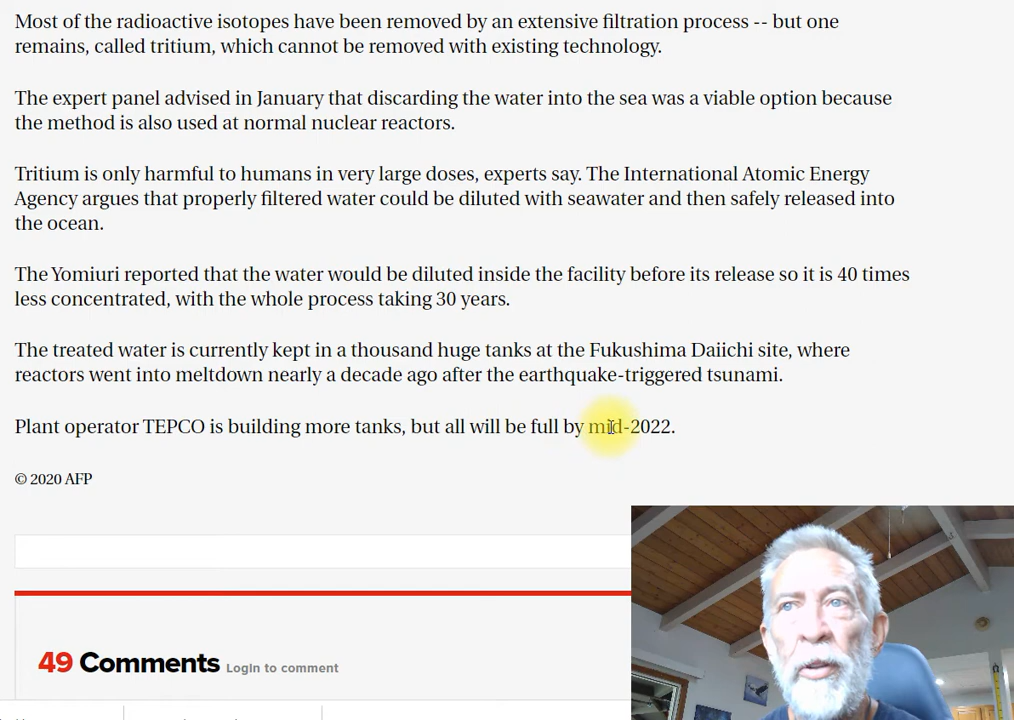 Most of the radioactive isotopes have been removed by an extensive filtration process -- but one
remains, called tritium, which cannot be removed with existing technology.
The expert panel advised in January that discarding the water into the sea was a viable option because
the method is also used at normal nuclear reactors.
Tritium is only harmful to humans in very large doses, experts say. The International Atomic Energy
Agency argues that properly filtered water could be diluted with seawater and then safely released into
the ocean.
The Yomiuri reported that the water would be diluted inside the facility before its release so it is 40 times
less concentrated, with the whole process taking 30 years.
The treated water is currently kept in a thousand huge tanks at the Fukushima Daiichi site, where
reactors went into meltdown nearly a decade ago after the earthquake-triggered tsunami.
Plant operator TEPCO is building more tanks, but all will be full by mid-2022.
© 2020 AFP
49 Comments Login to comment